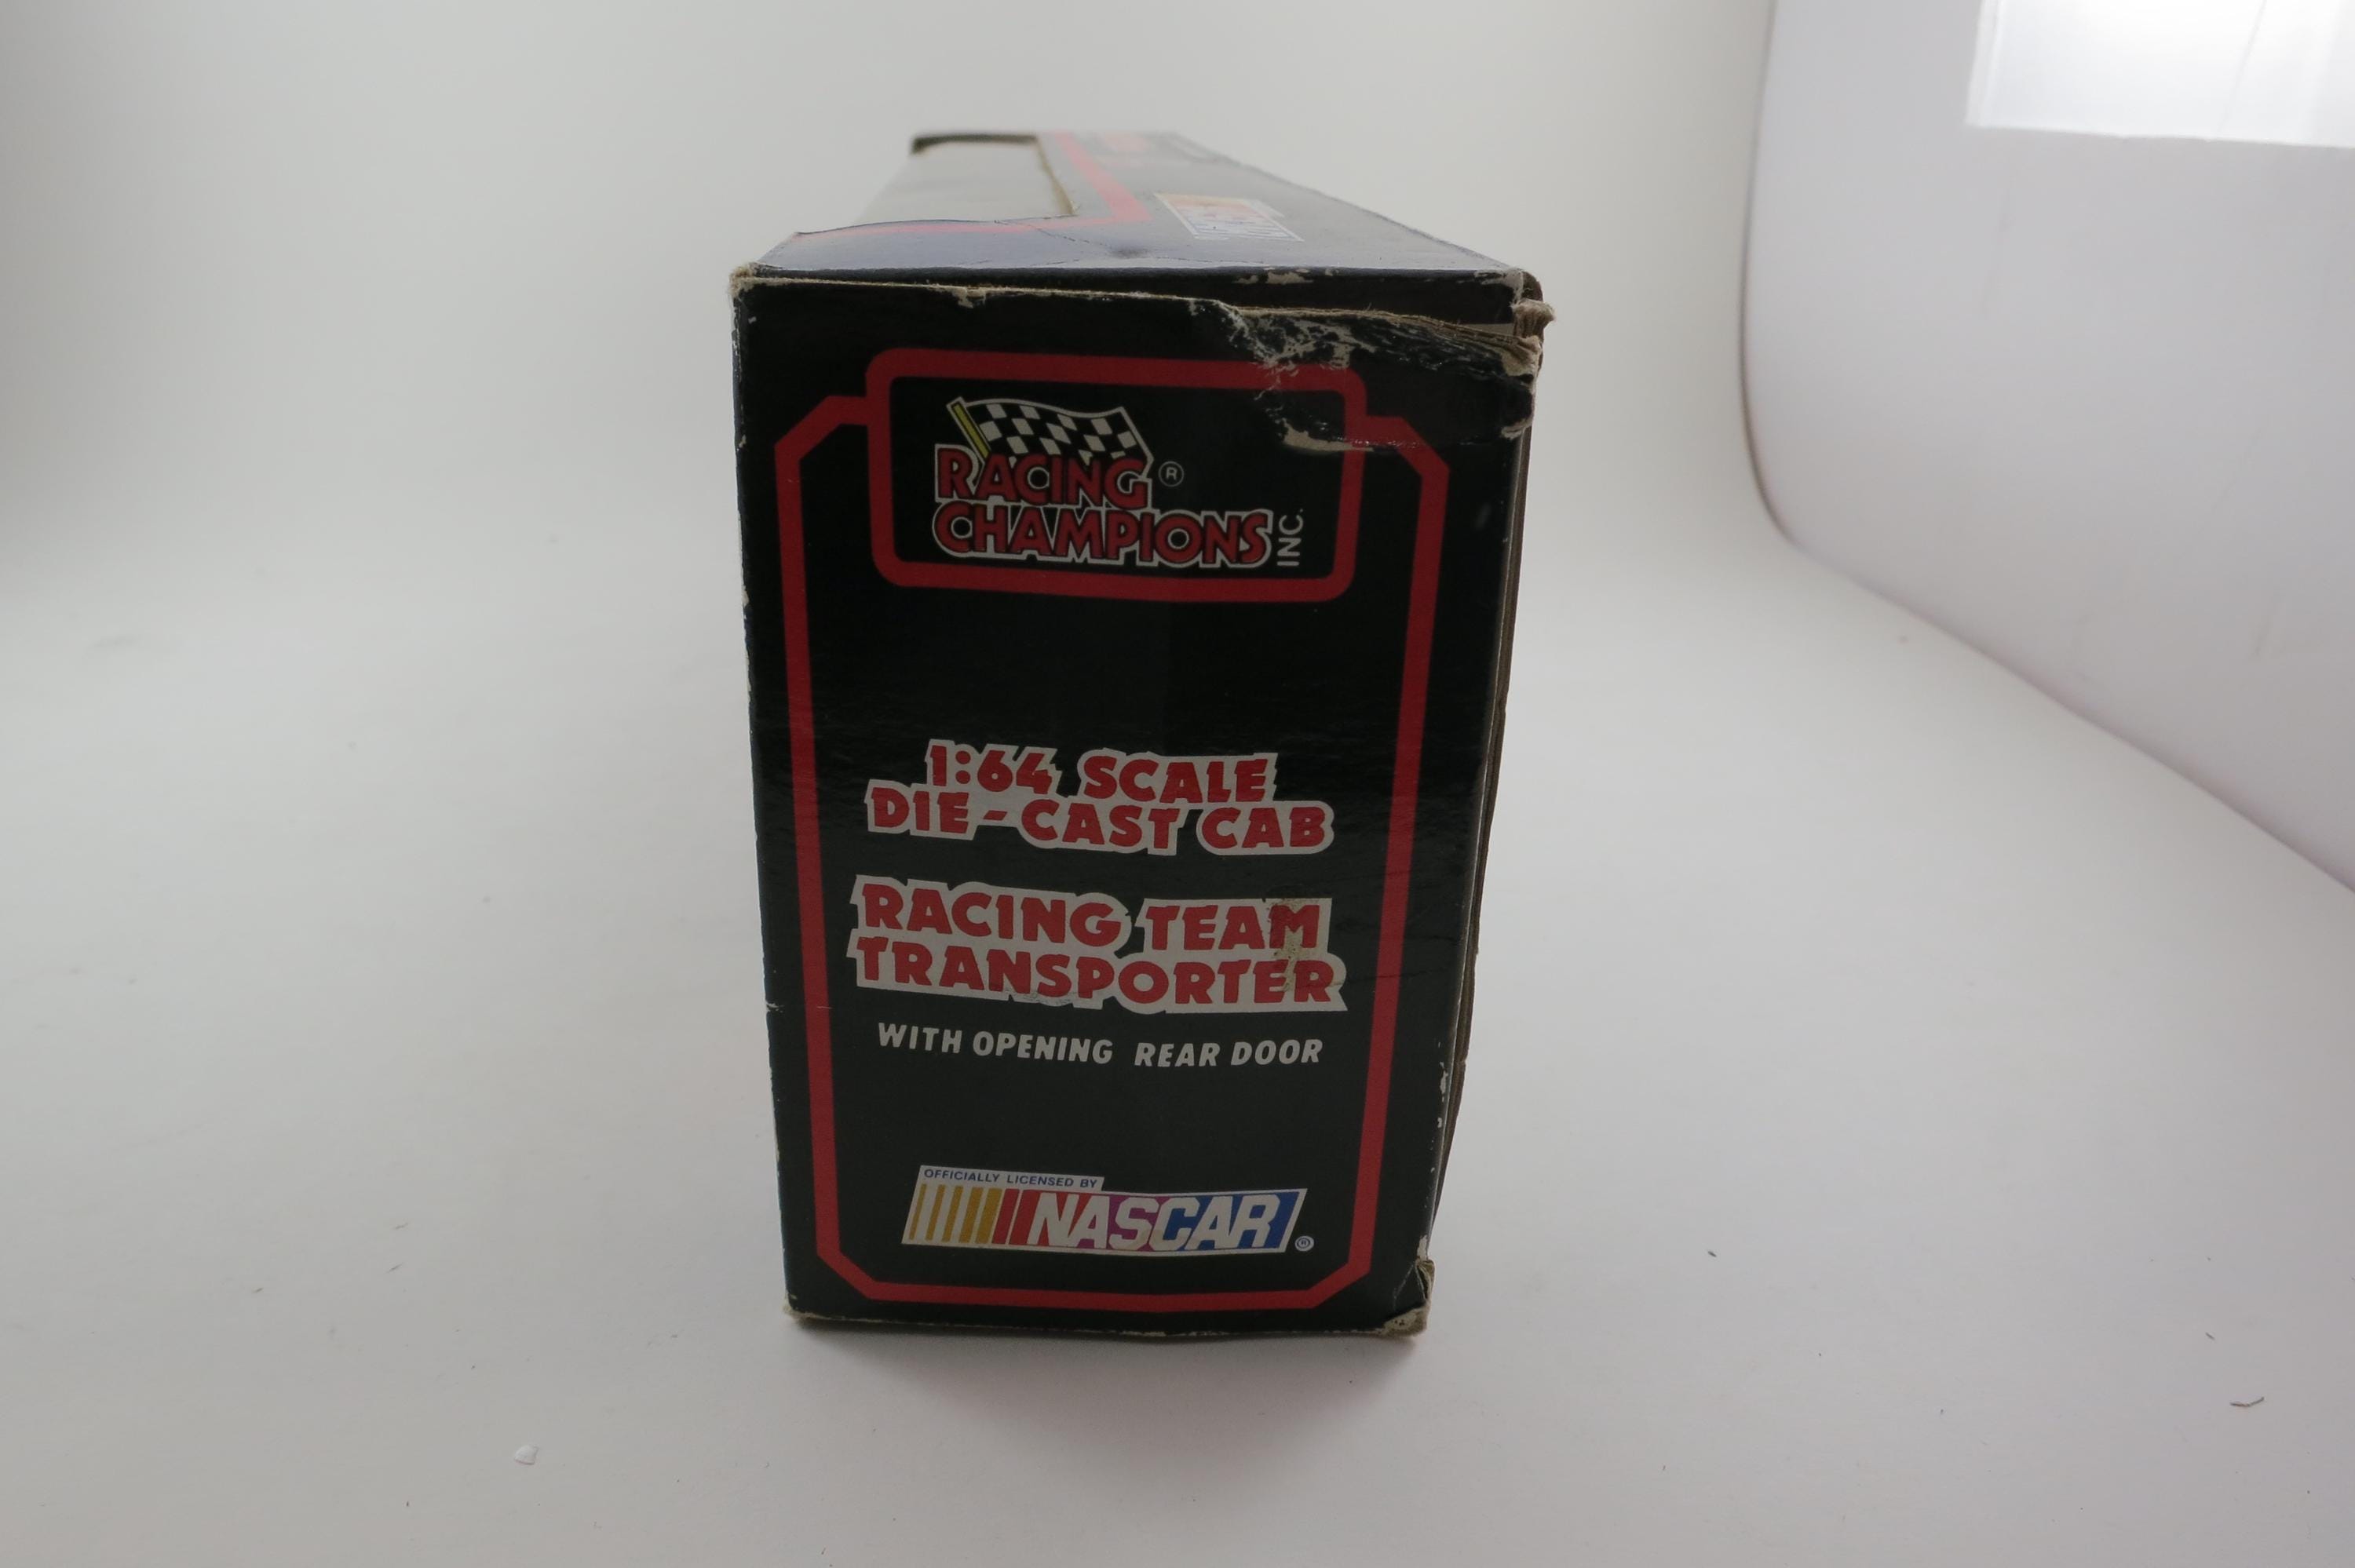 RACING ®
CHAMPIONS INC.
1:64 SCALE
DIE-CAST CAB
RACING TEAM
TRANSPORTER
WITH OPENING REAR DOOR
OFFICIALLY LICENSED BY
NASCAR ®